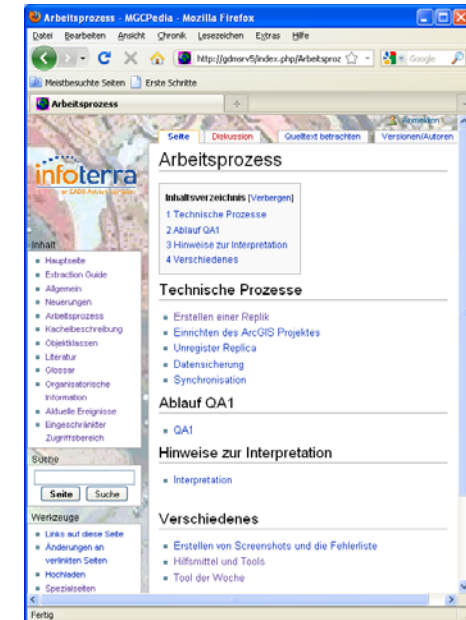 Arbeitsprozess - MGCPedia - Mozilla Firefox
Datei Bearbeiten Ansicht Chronik Lesezeichen Extras Hilfe
http://gdmsrv5/index.php/Arbeitsproz
Google
Meistbesuchte Seiten Erste Schritte
Arbeitsprozess
Anmelden
Seite Diskussion Quelltext betrachten Versionen/Autoren
infoterra
Inhalt
Hauptseite
Extraction Guide
Allgemein
Neuerungen
Arbeitsprozess
Kachelbeschreibung
Objektklassen
Literatur
Glossar
Organisatorische
Information
Aktuelle Ereignisse
Eingeschränkter
Zugriffsbereich
Suche
Seite Suche
Werkzeuge
Links auf diese Seite
Änderungen an
verlinkten Seiten
Hochladen
Spezialseiten
Arbeitsprozess
Inhaltsverzeichnis [Verbergen]
1 Technische Prozesse
2 Ablauf QA1
3 Hinweise zur Interpretation
4 Verschiedenes
Technische Prozesse
Erstellen einer Replik
Einrichten des ArcGIS Projektes
Unregister Replica
Datensicherung
Synchronisation
Ablauf QA1
QA1
Hinweise zur Interpretation
Interpretation
Verschiedenes
Erstellen von Screenshots und die Fehlerliste
Hilfsmittel und Tools
Tool der Woche
Fertig